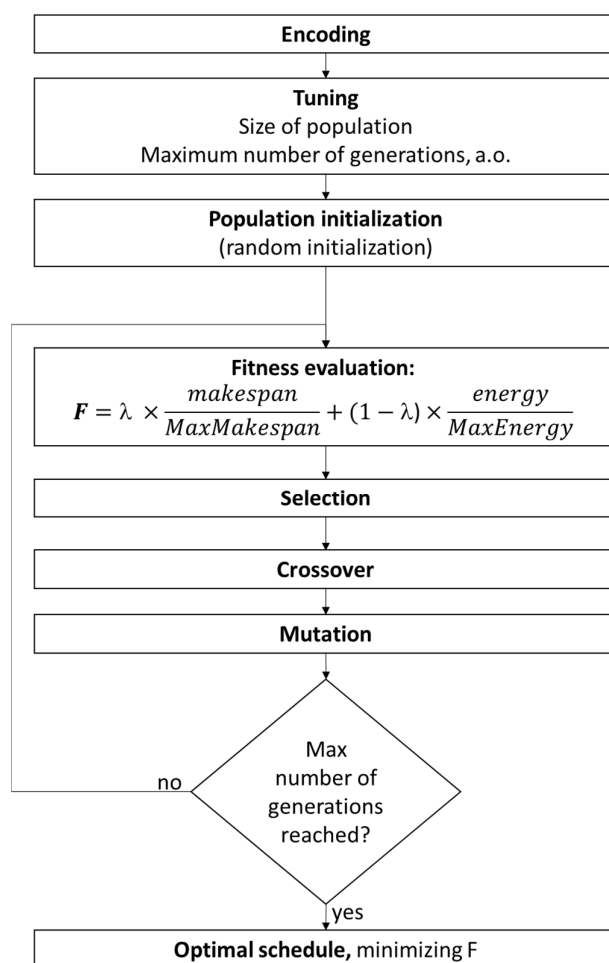 Encoding
Tuning
Size of population
Maximum number of generations, a.o.
Population initialization
(random initialization)
Fitness evaluation:
F = λ × makespan / MaxMakespan + (1 − λ) × energy / MaxEnergy
Selection
Crossover
Mutation
Max
number of
generations
reached?
no
yes
Optimal schedule, minimizing F